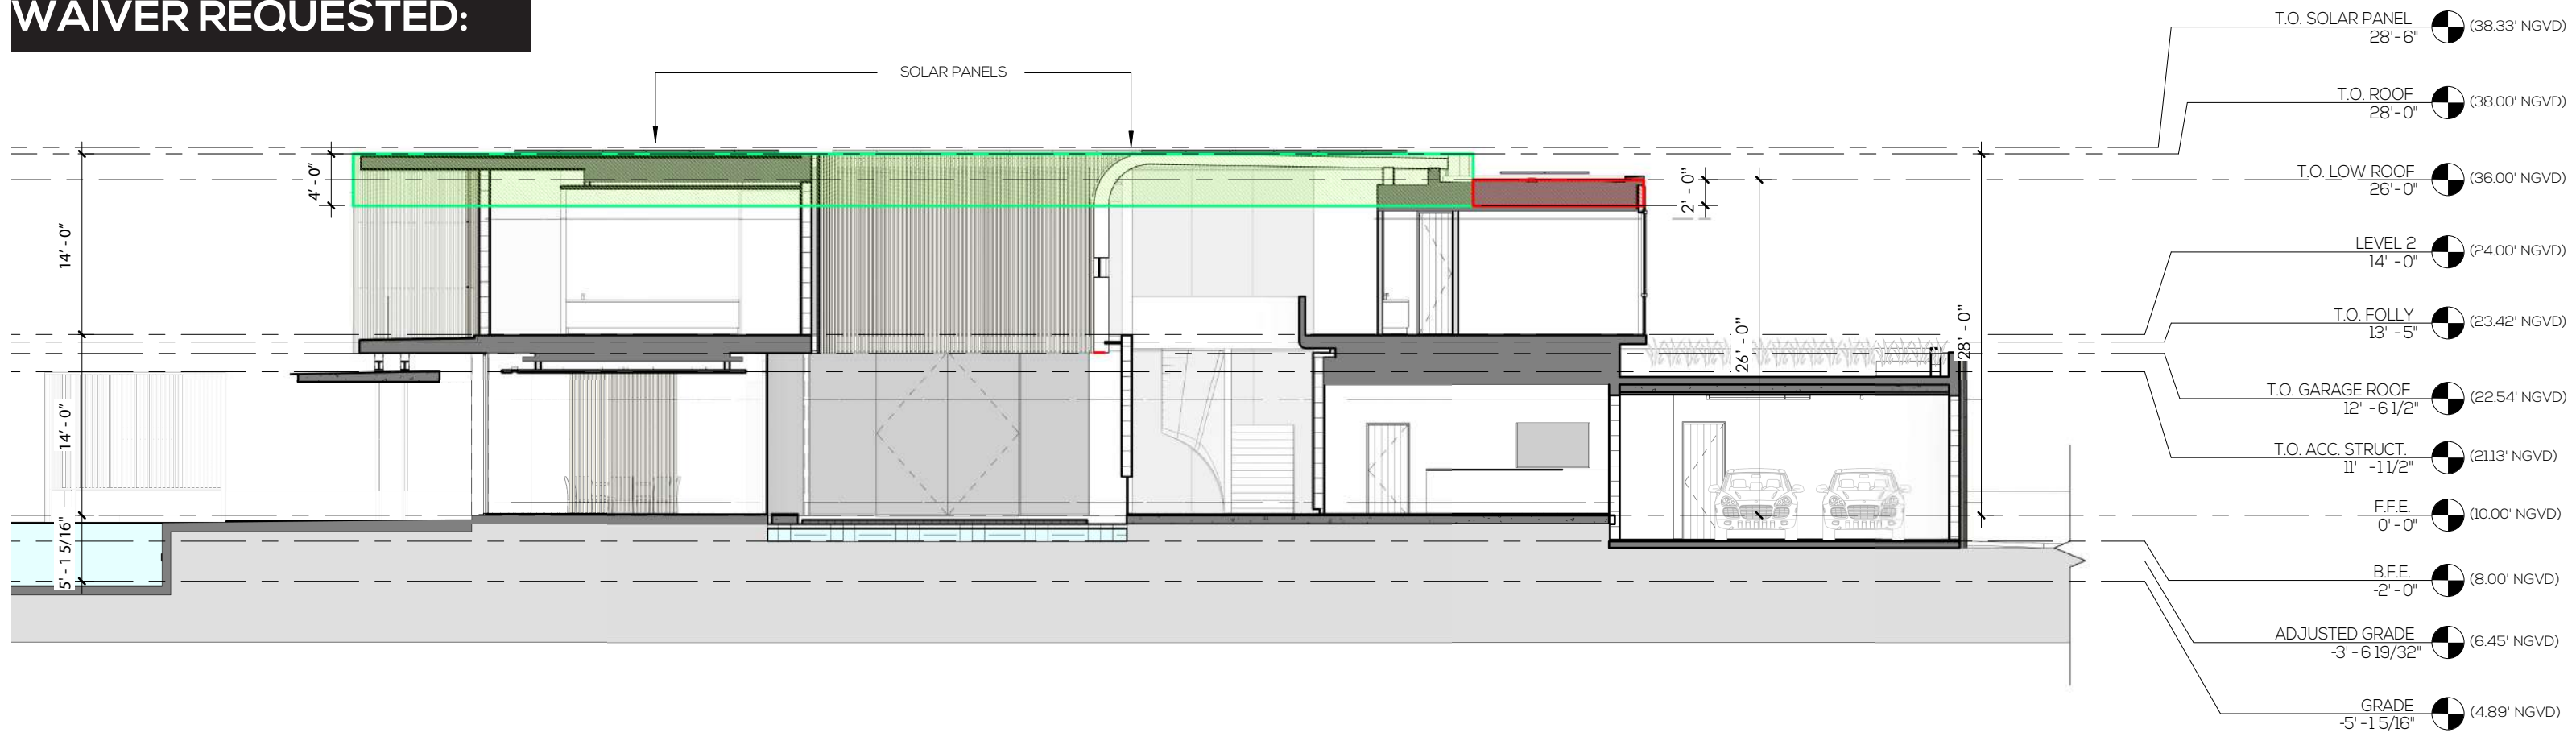 WAIVER REQUESTED:
SOLAR PANELS
4' - 0"
14' - 0"
14' - 0"
5' - 1 5/16"
2' - 0"
26' - 0"
28' - 0"
T.O. SOLAR PANEL (38.33' NGVD)
28'-6"
T.O. ROOF (38.00' NGVD)
28'-0"
T.O. LOW ROOF (36.00' NGVD)
26'-0"
LEVEL 2 (24.00' NGVD)
14' -0"
T.O. FOLLY (23.42' NGVD)
13' -5"
T.O. GARAGE ROOF (22.54' NGVD)
12' -6 1/2"
T.O. ACC. STRUCT. (21.13' NGVD)
11' -1 1/2"
F.F.E. (10.00' NGVD)
0'-0"
B.F.E. (8.00' NGVD)
-2'-0"
ADJUSTED GRADE (6.45' NGVD)
-3'-6 19/32"
GRADE (4.89' NGVD)
-5' -1 5/16"